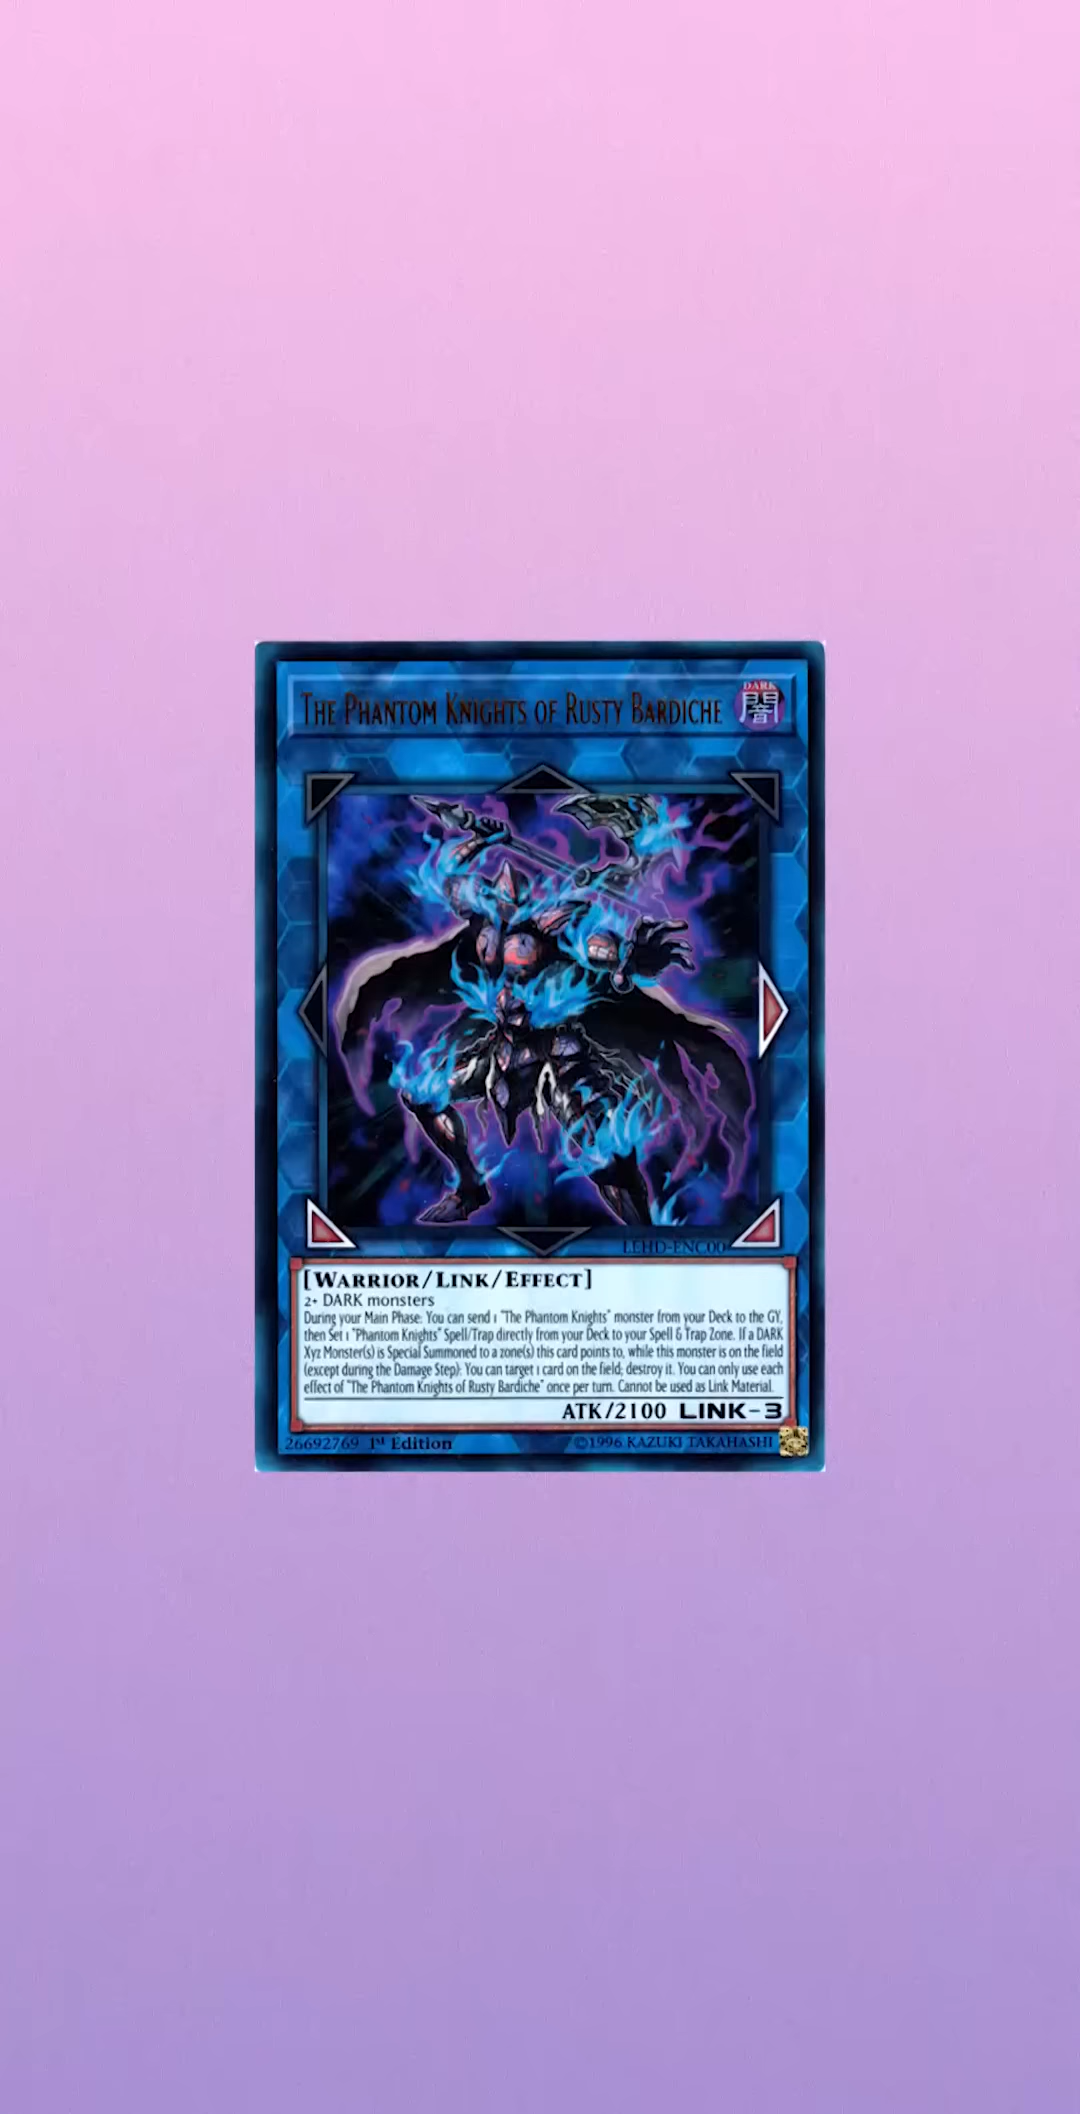 THE PHANTOM KNIGHTS OF RUSTY BARDICHE
DARK
闇
LEHD-ENC00
[WARRIOR/LINK/EFFECT]
2+ DARK monsters
During your Main Phase: You can send 1 "The Phantom Knights" monster from your Deck to the GY,
then Set 1 "Phantom Knights" Spell/Trap directly from your Deck to your Spell & Trap Zone. If a DARK
Xyz Monster(s) is Special Summoned to a zone(s) this card points to, while this monster is on the field
(except during the Damage Step): You can target 1 card on the field; destroy it. You can only use each
effect of "The Phantom Knights of Rusty Bardiche" once per turn. Cannot be used as Link Material.
ATK/2100 LINK-3
26692769 1st Edition ©1996 KAZUKI TAKAHASHI